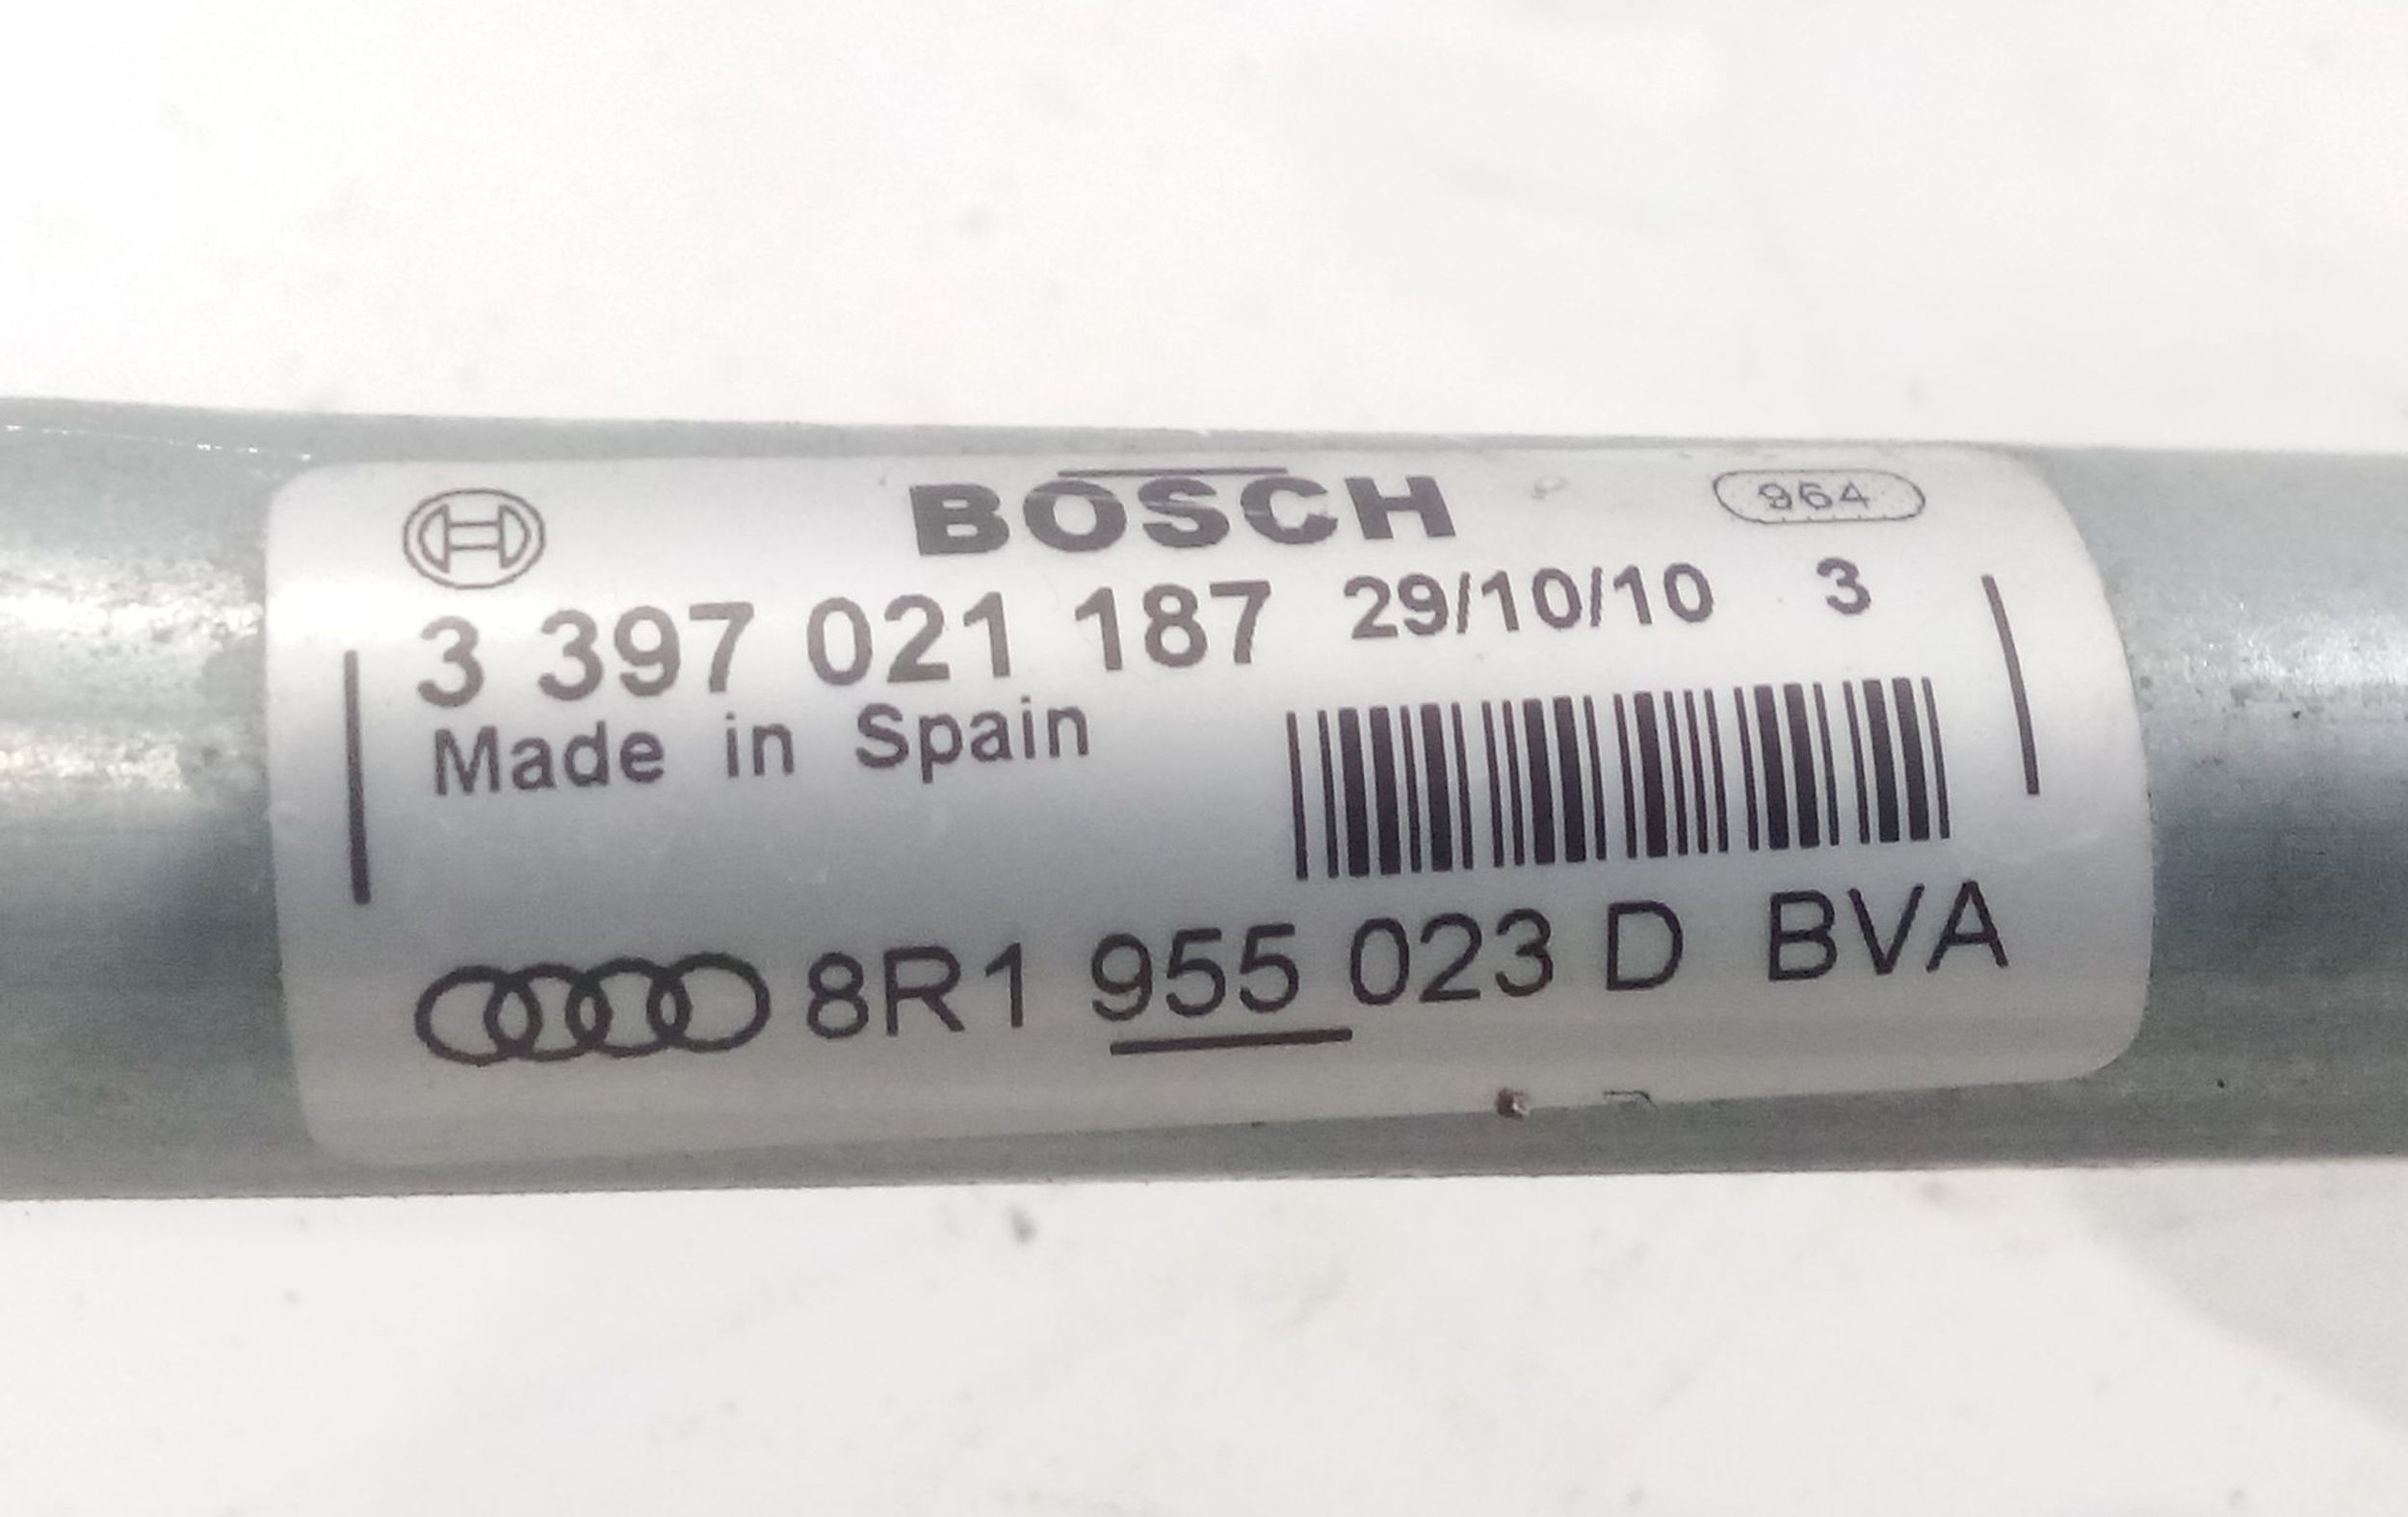 BOSCH 964
3 397 021 187 29/10/10 3
Made in Spain
8R1 955 023 D BVA